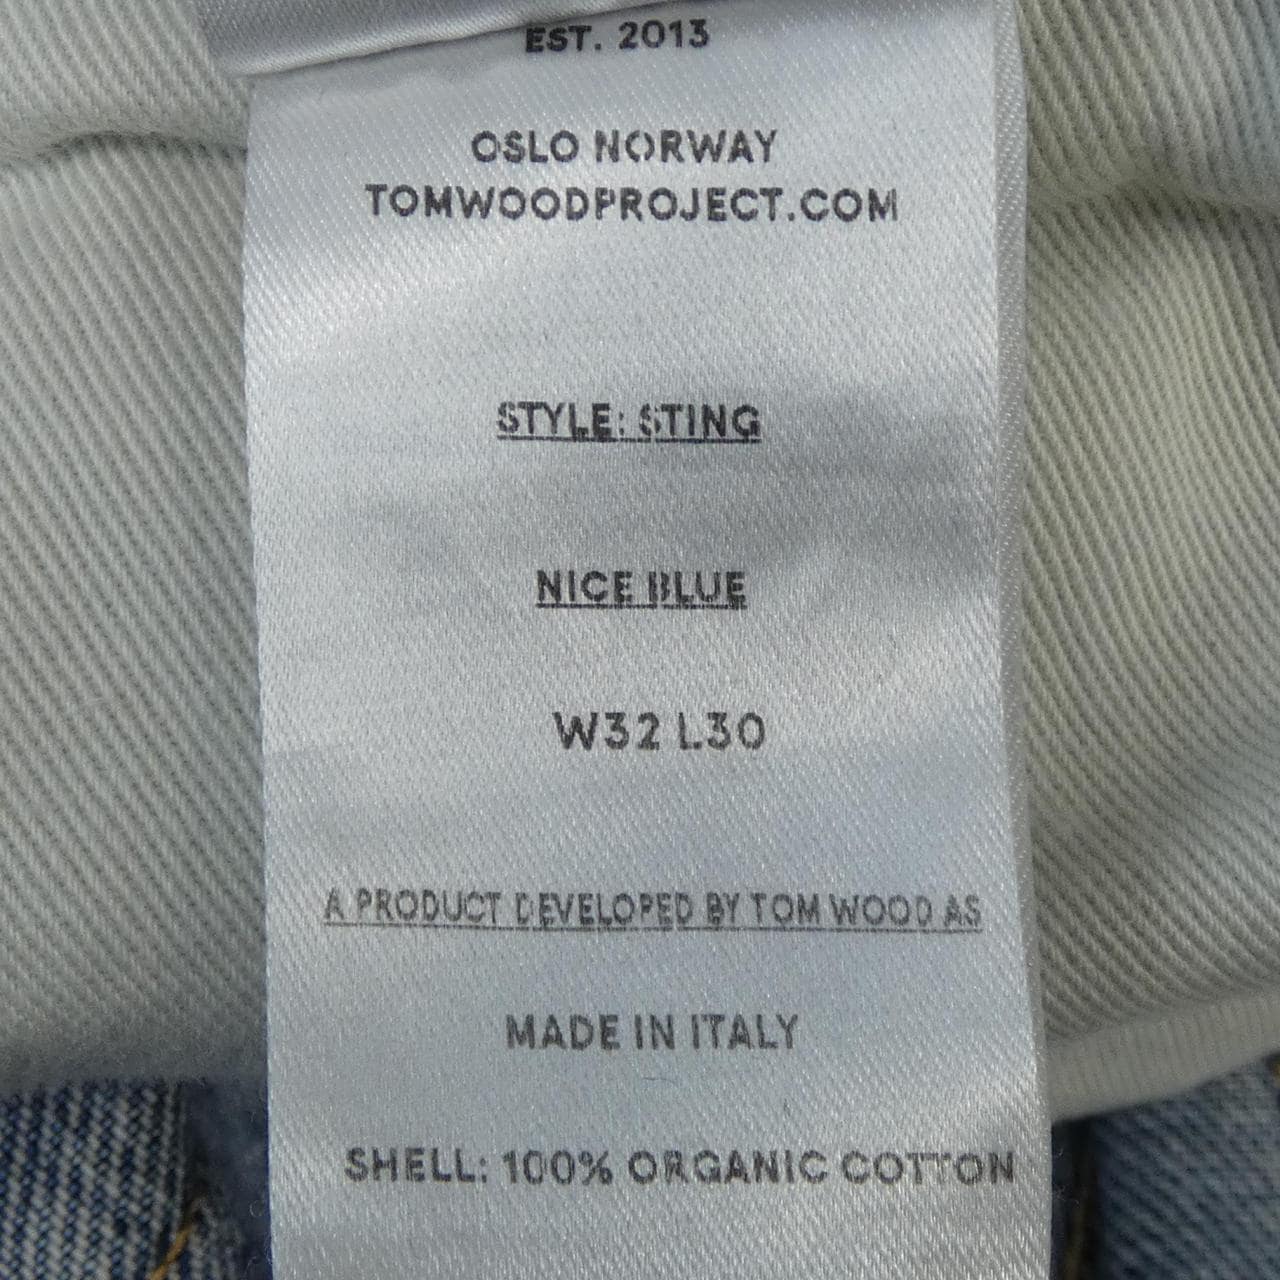 EST. 2013
OSLO NORWAY
TOMWOODPROJECT.COM
STYLE: STING
NICE BLUE
W32 L30
A PRODUCT DEVELOPED BY TOM WOOD AS
MADE IN ITALY
SHELL: 100% ORGANIC COTTON